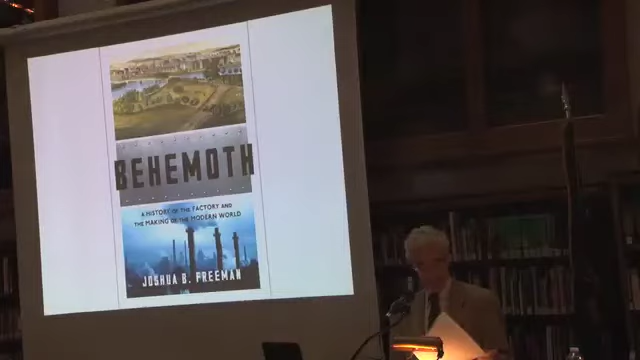 BEHEMOTH
A HISTORY OF THE FACTORY AND
THE MAKING OF THE MODERN WORLD
JOSHUA B. FREEMAN